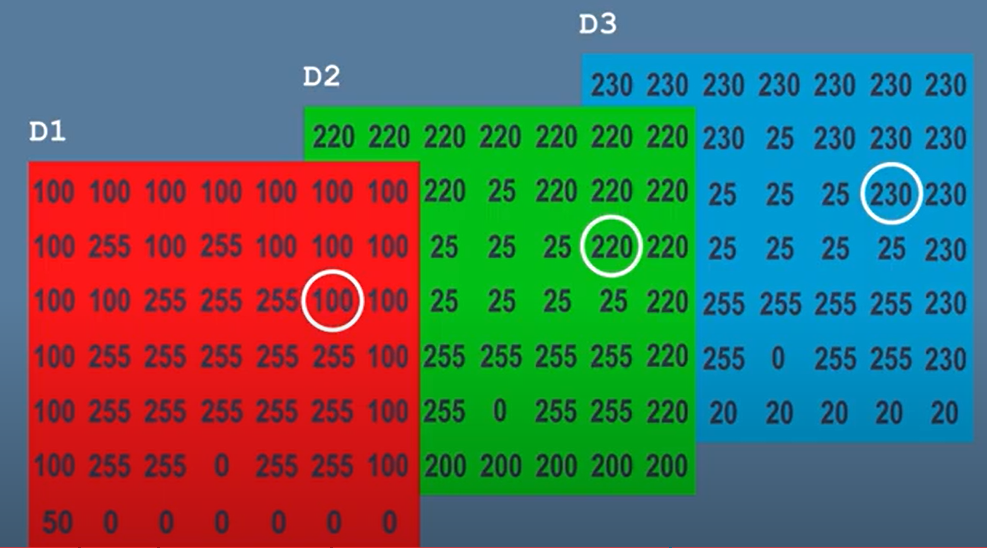 D1
100 100 100 100 100 100 100
100 255 100 255 100 100 100
100 100 255 255 255 100 100
100 255 255 255 255 255 100
100 255 255 255 255 255 100
100 255 255 0 255 255 100
50 0 0 0 0 0 0
D2
220 220 220 220 220 220 220
220 25 220 220 220
25 25 25 220 220
25 25 25 25 220
255 255 255 255 220
255 0 255 255 220
200 200 200 200 200
D3
230 230 230 230 230 230 230
230 25 230 230 230
25 25 25 230 230
25 25 25 25 230
255 255 255 255 230
255 0 255 255 230
20 20 20 20 20